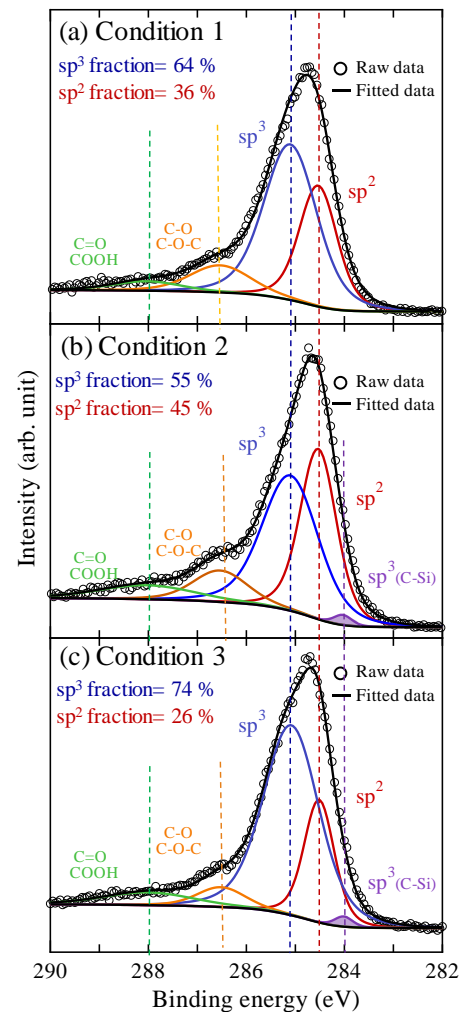 (a) Condition 1
sp³ fraction= 64 %
sp² fraction= 36 %
Raw data
Fitted data
sp³
sp²
C=O
COOH
C-O
C-O-C
(b) Condition 2
sp³ fraction= 55 %
sp² fraction= 45 %
Raw data
Fitted data
sp³
sp²
C=O
COOH
C-O
C-O-C
sp³(C-Si)
(c) Condition 3
sp³ fraction= 74 %
sp² fraction= 26 %
Raw data
Fitted data
sp³
sp²
C=O
COOH
C-O
C-O-C
sp³(C-Si)
Intensity (arb. unit)
290 288 286 284 282
Binding energy (eV)